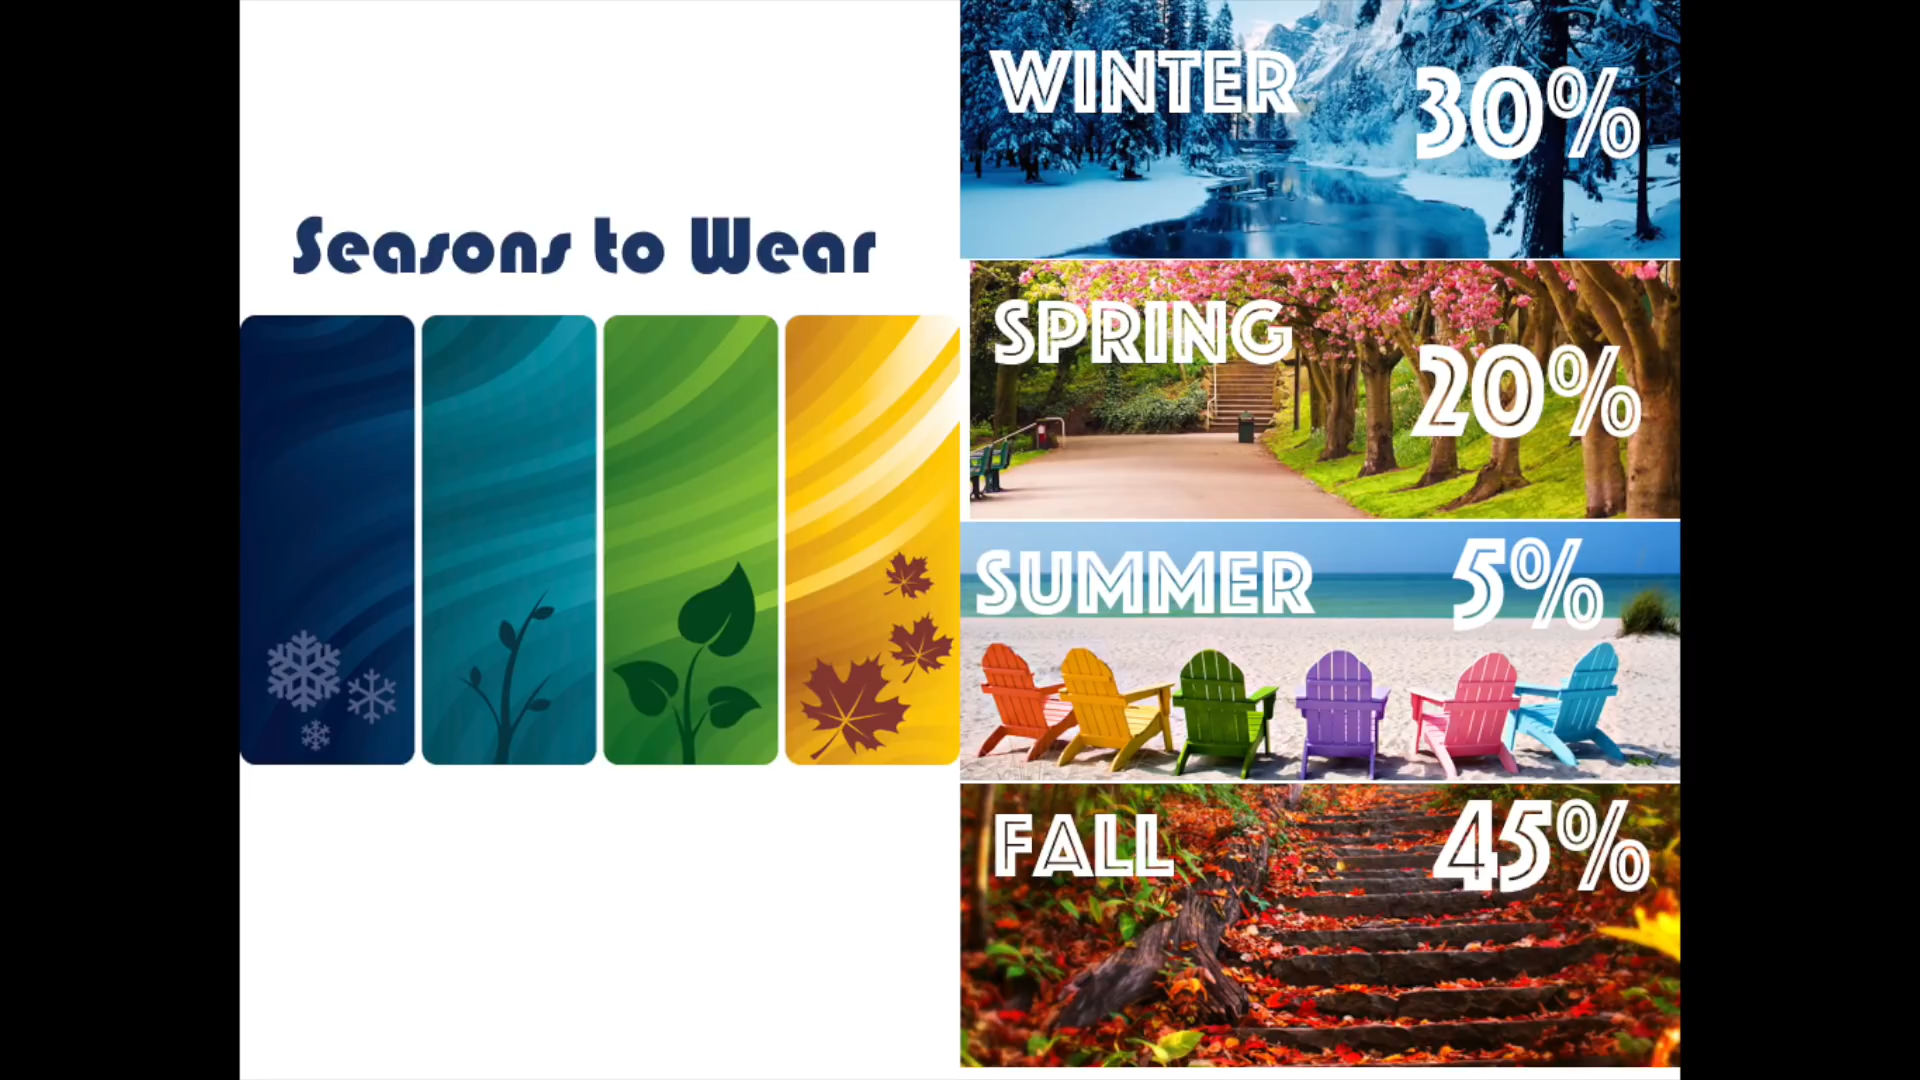 Seasons to Wear
WINTER
30%
SPRING
20%
SUMMER
5%
FALL
45%